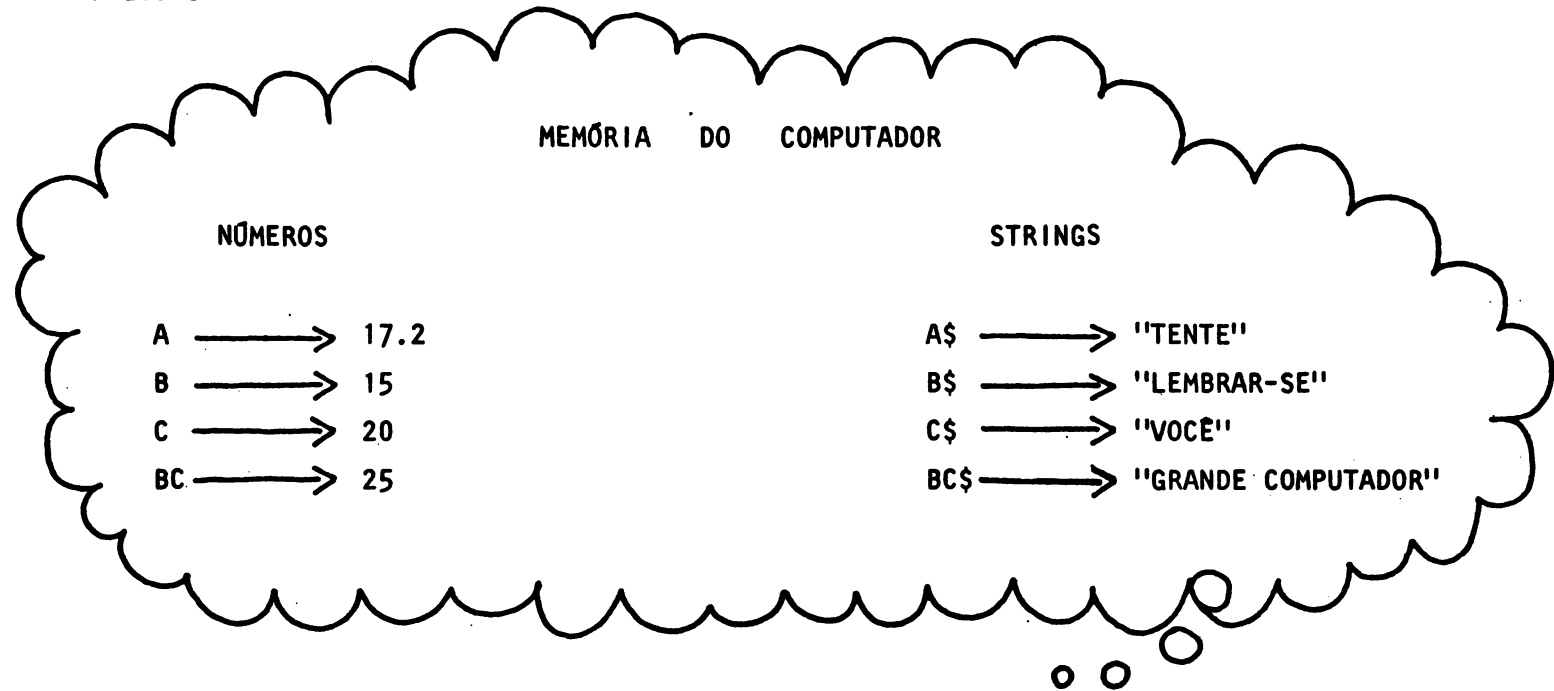 MEMÓRIA DO COMPUTADOR
NÚMEROS STRINGS
A 17.2 A$ "TENTE"
B 15 B$ "LEMBRAR-SE"
C 20 C$ "VOCÊ"
BC 25 BC$ "GRANDE COMPUTADOR"